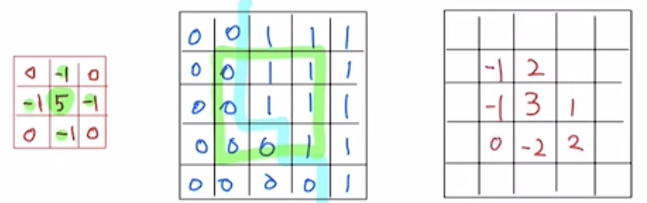 0 -1 0
-1 5 -1
0 -1 0
0 0 1 1 1
0 0 1 1 1
0 0 1 1 1
0 0 0 1 1
0 0 0 0 1
-1 2
-1 3 1
0 -2 2